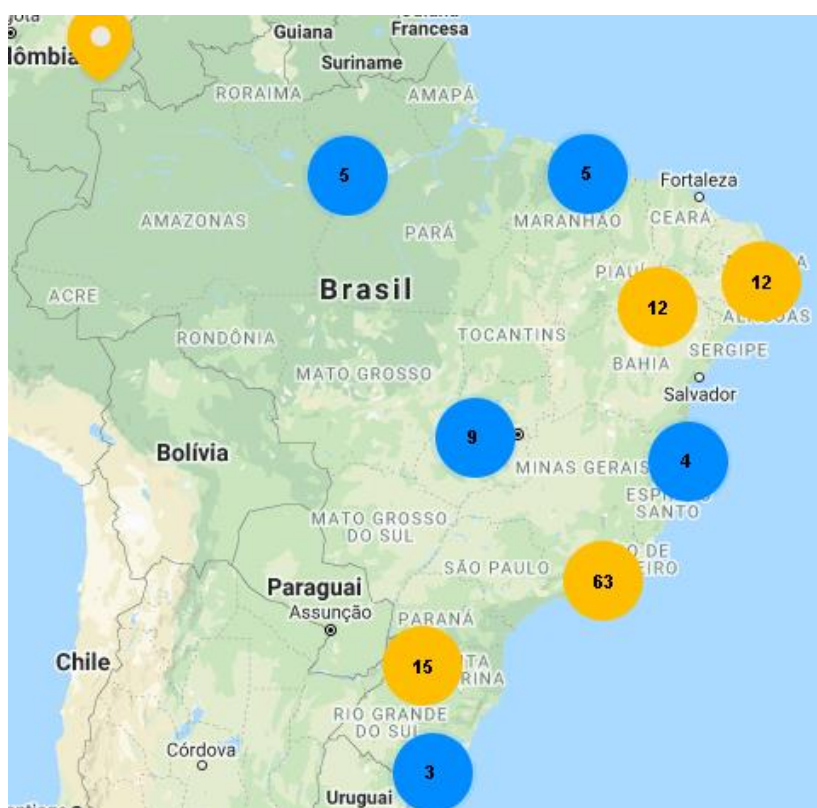 Guiana
Guiana
Francesa
Suriname
RORAIMA
AMAPÁ
5
5
Fortaleza
AMAZONAS
PARÁ
MARANHÃO
CEARÁ
Brasil
PIAUÍ
12
12
ACRE
RONDÔNIA
TOCANTINS
SERGIPE
MATO GROSSO
BAHIA
Salvador
9
Bolívia
MINAS GERAIS
4
SANTO
MATO GROSSO
DO SUL
SÃO PAULO
63
Paraguai
Assunção
PARANÁ
Chile
15
RIO GRANDE
DO SUL
Córdova
3
Uruguai